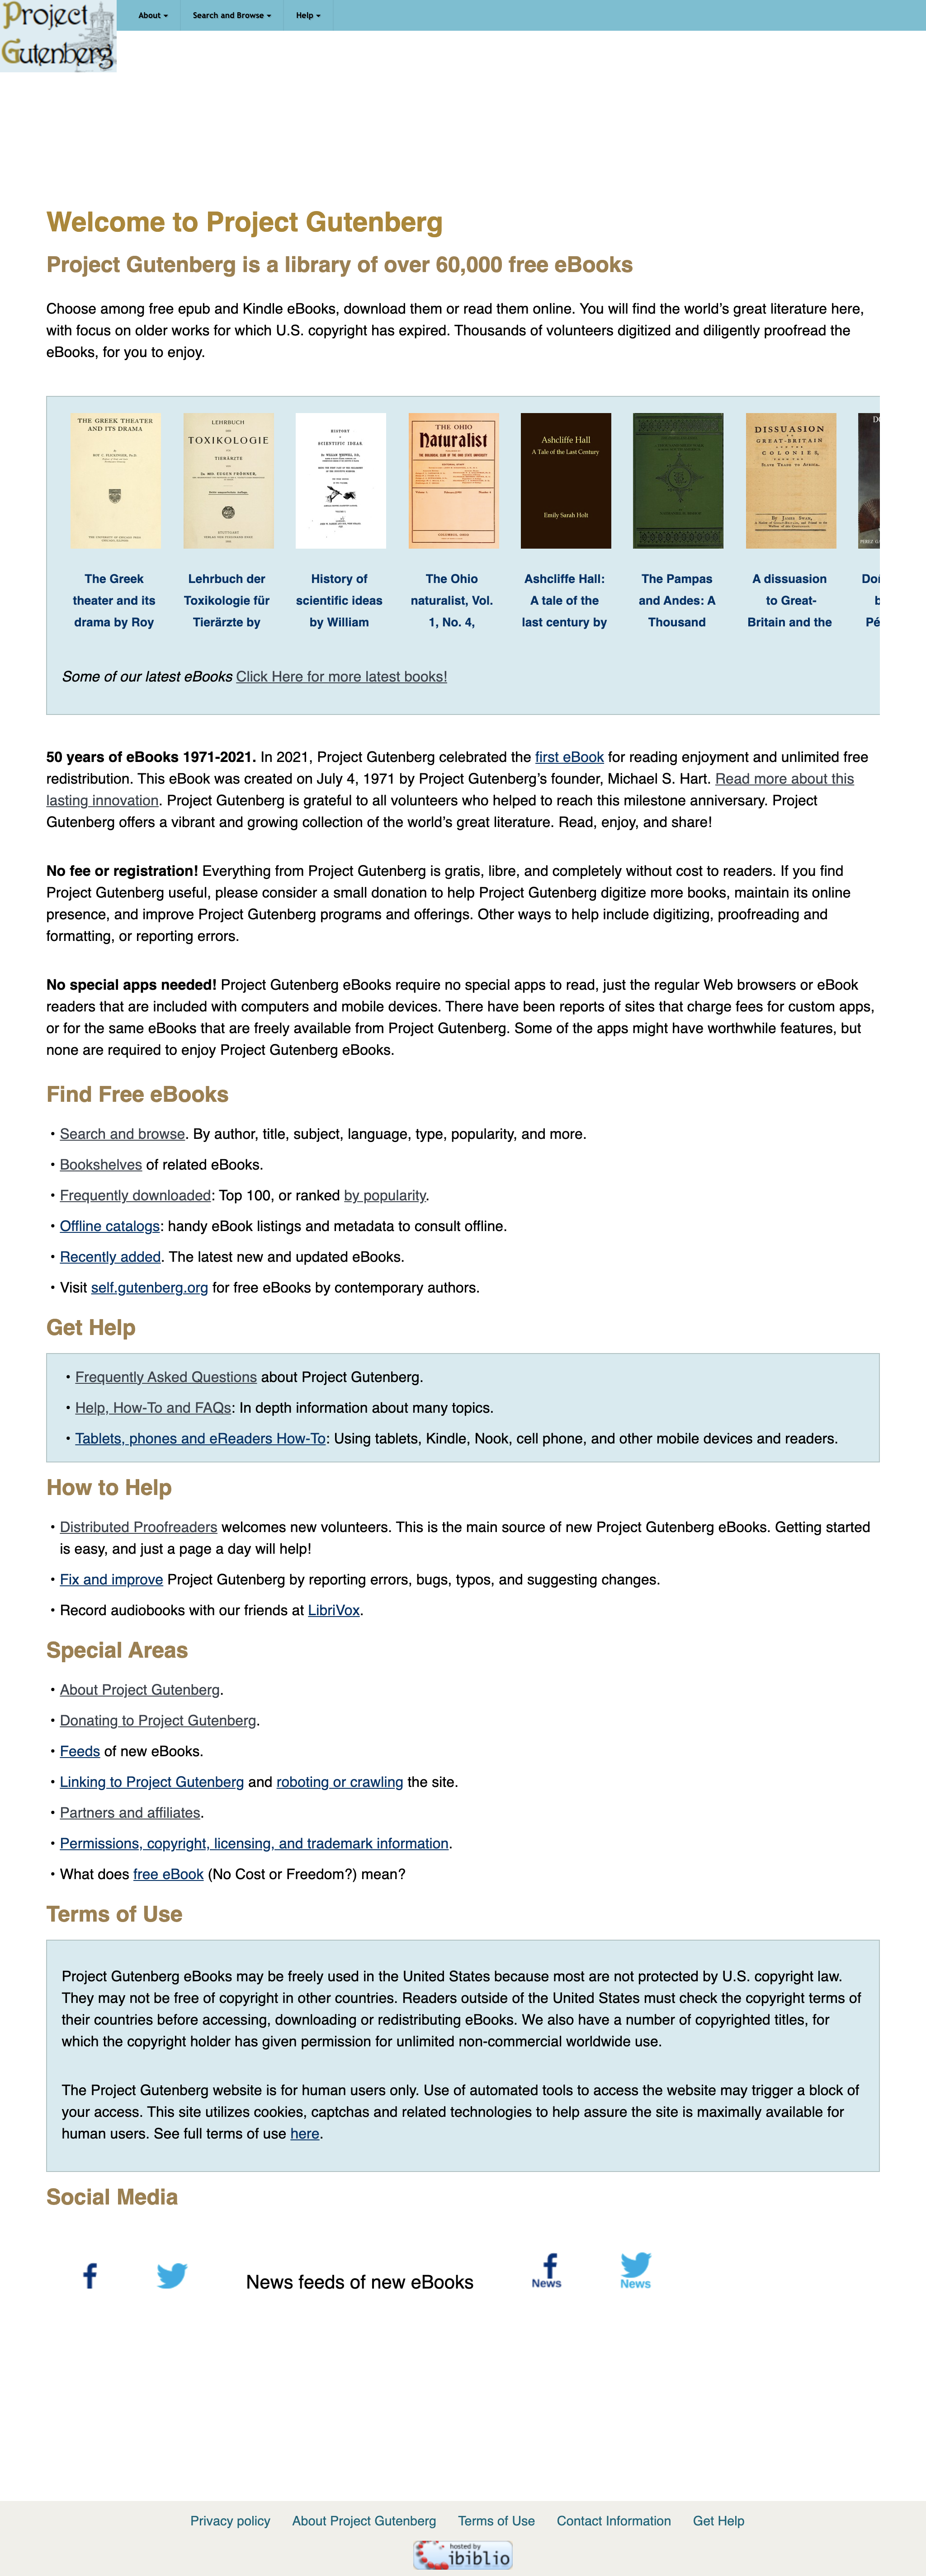 Project
Gutenberg
About Search and Browse Help
Welcome to Project Gutenberg
Project Gutenberg is a library of over 60,000 free eBooks
Choose among free epub and Kindle eBooks, download them or read them online. You will find the world’s great literature here,
with focus on older works for which U.S. copyright has expired. Thousands of volunteers digitized and diligently proofread the
eBooks, for you to enjoy.
THE GREEK THEATER
AND ITS DRAMA
LEHRBUCH
TOXIKOLOGIE
TIERÄRZTE
HISTORY
SCIENTIFIC IDEAS
THE OHIO
Naturalist
Ashcliffe Hall
A Tale of the Last Century
Emily Sarah Holt
DISSUASION
GREAT-BRITAIN
COLONIES,
SLAVE TRADE TO AFRICA.
The Greek
theater and its
drama by Roy
Lehrbuch der
Toxikologie für
Tierärzte by
History of
scientific ideas
by William
The Ohio
naturalist, Vol.
1, No. 4,
Ashcliffe Hall:
A tale of the
last century by
The Pampas
and Andes: A
Thousand
A dissuasion
to Great-
Britain and the
Some of our latest eBooks Click Here for more latest books!
50 years of eBooks 1971-2021. In 2021, Project Gutenberg celebrated the first eBook for reading enjoyment and unlimited free
redistribution. This eBook was created on July 4, 1971 by Project Gutenberg’s founder, Michael S. Hart. Read more about this
lasting innovation. Project Gutenberg is grateful to all volunteers who helped to reach this milestone anniversary. Project
Gutenberg offers a vibrant and growing collection of the world’s great literature. Read, enjoy, and share!
No fee or registration! Everything from Project Gutenberg is gratis, libre, and completely without cost to readers. If you find
Project Gutenberg useful, please consider a small donation to help Project Gutenberg digitize more books, maintain its online
presence, and improve Project Gutenberg programs and offerings. Other ways to help include digitizing, proofreading and
formatting, or reporting errors.
No special apps needed! Project Gutenberg eBooks require no special apps to read, just the regular Web browsers or eBook
readers that are included with computers and mobile devices. There have been reports of sites that charge fees for custom apps,
or for the same eBooks that are freely available from Project Gutenberg. Some of the apps might have worthwhile features, but
none are required to enjoy Project Gutenberg eBooks.
Find Free eBooks
• Search and browse. By author, title, subject, language, type, popularity, and more.
• Bookshelves of related eBooks.
• Frequently downloaded: Top 100, or ranked by popularity.
• Offline catalogs: handy eBook listings and metadata to consult offline.
• Recently added. The latest new and updated eBooks.
• Visit self.gutenberg.org for free eBooks by contemporary authors.
Get Help
• Frequently Asked Questions about Project Gutenberg.
• Help, How-To and FAQs: In depth information about many topics.
• Tablets, phones and eReaders How-To: Using tablets, Kindle, Nook, cell phone, and other mobile devices and readers.
How to Help
• Distributed Proofreaders welcomes new volunteers. This is the main source of new Project Gutenberg eBooks. Getting started
is easy, and just a page a day will help!
• Fix and improve Project Gutenberg by reporting errors, bugs, typos, and suggesting changes.
• Record audiobooks with our friends at LibriVox.
Special Areas
• About Project Gutenberg.
• Donating to Project Gutenberg.
• Feeds of new eBooks.
• Linking to Project Gutenberg and roboting or crawling the site.
• Partners and affiliates.
• Permissions, copyright, licensing, and trademark information.
• What does free eBook (No Cost or Freedom?) mean?
Terms of Use
Project Gutenberg eBooks may be freely used in the United States because most are not protected by U.S. copyright law.
They may not be free of copyright in other countries. Readers outside of the United States must check the copyright terms of
their countries before accessing, downloading or redistributing eBooks. We also have a number of copyrighted titles, for
which the copyright holder has given permission for unlimited non-commercial worldwide use.
The Project Gutenberg website is for human users only. Use of automated tools to access the website may trigger a block of
your access. This site utilizes cookies, captchas and related technologies to help assure the site is maximally available for
human users. See full terms of use here.
Social Media
News feeds of new eBooks
News
News
Privacy policy About Project Gutenberg Terms of Use Contact Information Get Help
hosted by
ibiblio